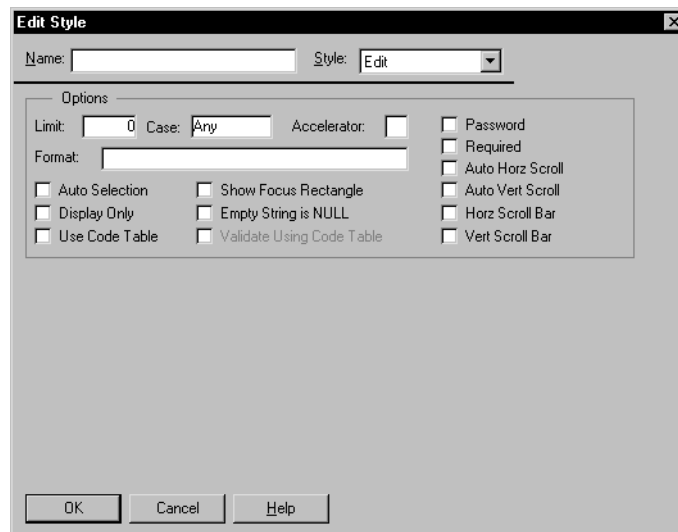 Edit Style
Name: Style: Edit
Options
Limit: 0 Case: Any Accelerator: Password
Required
Format: Auto Horz Scroll
Auto Selection Show Focus Rectangle Auto Vert Scroll
Display Only Empty String is NULL Horz Scroll Bar
Use Code Table Validate Using Code Table Vert Scroll Bar
OK Cancel Help